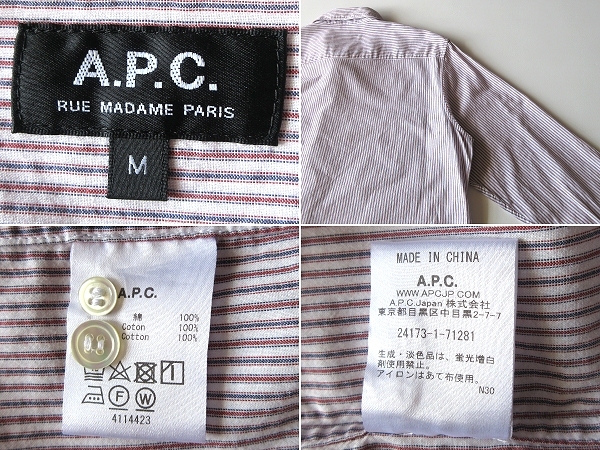 A.P.C.
RUE MADAME PARIS
M
A.P.C.
綿 100%
Coton 100%
Cotton 100%
F W
4114423
MADE IN CHINA
A.P.C.
WWW.APCJP.COM
A.P.C.Japan 株式会社
東京都目黒区中目黒2-7-7
24173-1-71281
生成・淡色品は、蛍光増白
剤使用禁止。
アイロンはあて布使用。
N30